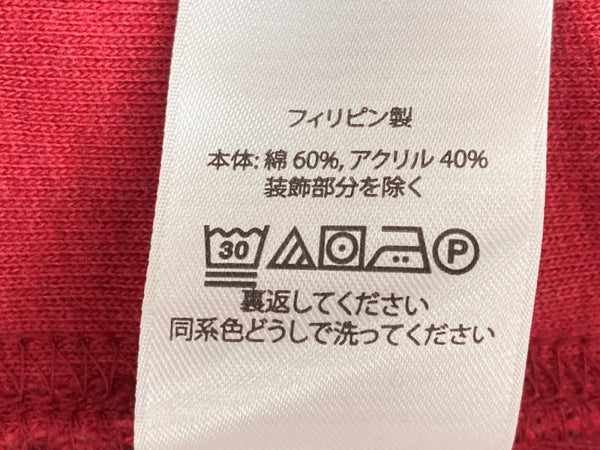 フィリピン製
本体: 綿 60%, アクリル 40%
装飾部分を除く
30 P
裏返してください
同系色どうしで洗ってください